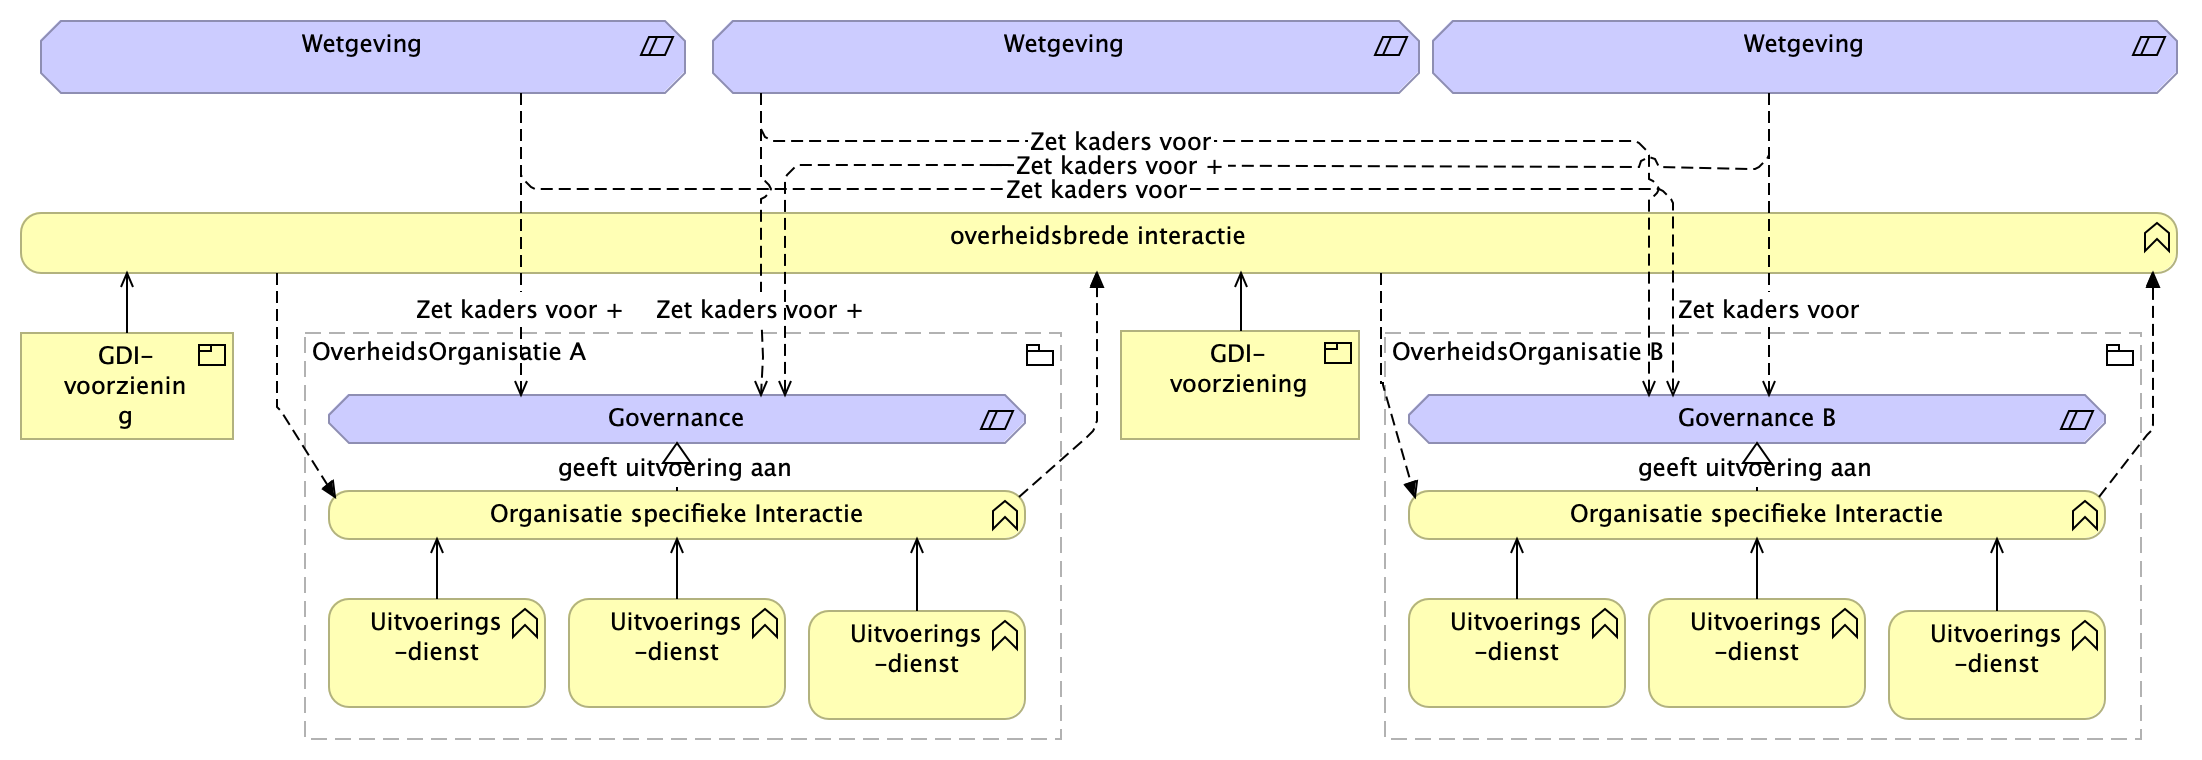 Wetgeving
Wetgeving
Wetgeving
Zet kaders voor
Zet kaders voor +
Zet kaders voor
overheidsbrede interactie
Zet kaders voor +
Zet kaders voor +
Zet kaders voor
GDI-
voorzienin
g
OverheidsOrganisatie A
GDI-
voorziening
OverheidsOrganisatie B
Governance
Governance B
geeft uitvoering aan
geeft uitvoering aan
Organisatie specifieke Interactie
Organisatie specifieke Interactie
Uitvoerings
-dienst
Uitvoerings
-dienst
Uitvoerings
-dienst
Uitvoerings
-dienst
Uitvoerings
-dienst
Uitvoerings
-dienst